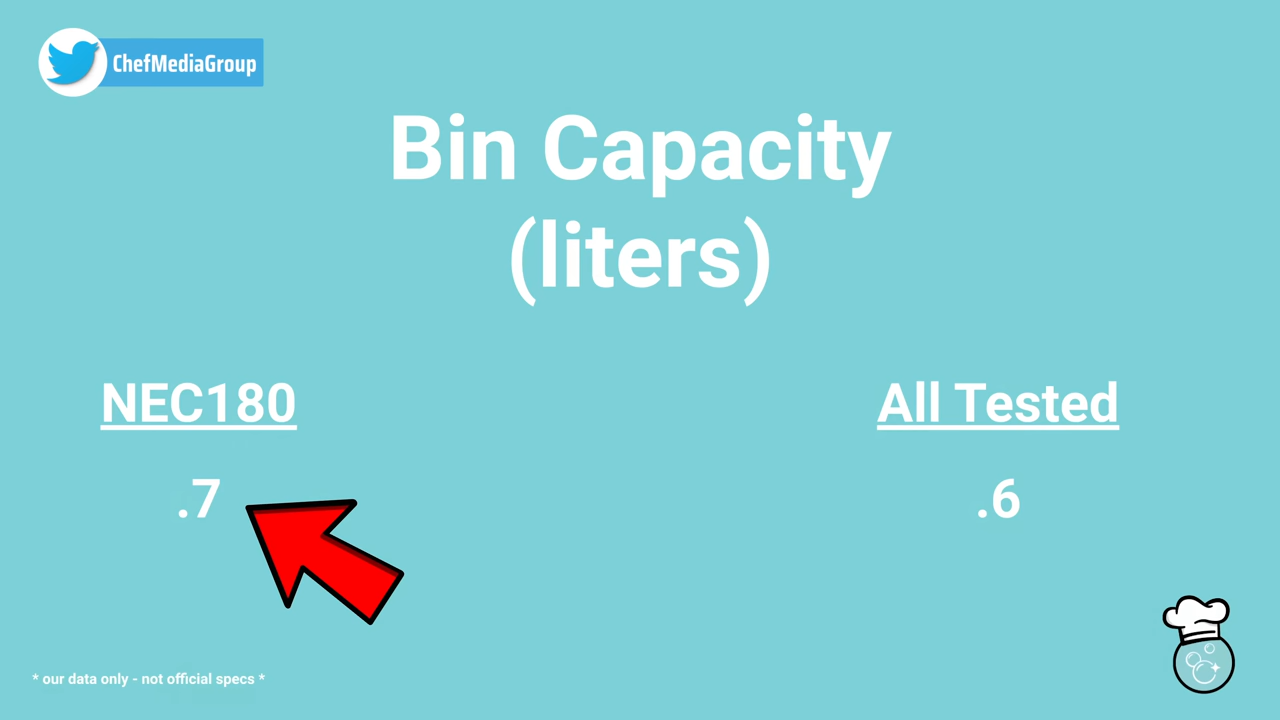 ChefMediaGroup
Bin Capacity
(liters)
NEC180
All Tested
.7
.6
* our data only - not official specs *